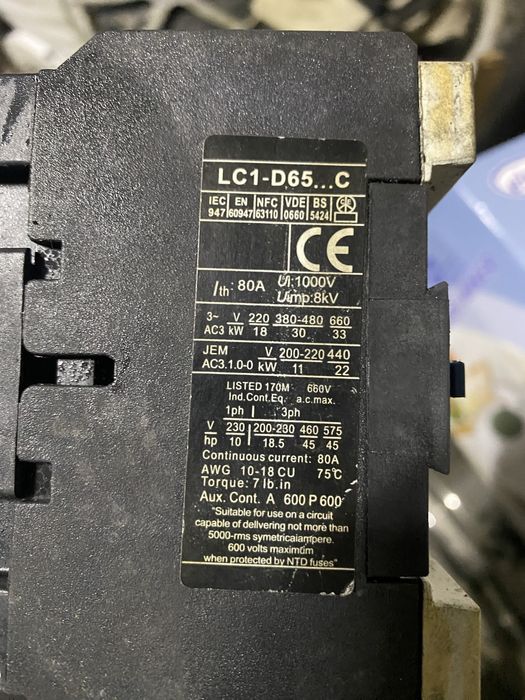 LC1-D65...C
IEC EN NFC VDE BS
947 60947 63110 0660 5424
CE
Ith: 80A Ui:1000V
Uimp:8kV
3~ V 220 380-480 660
AC3 kW 18 30 33
JEM V 200-220 440
AC3.1.0-0 kW 11 22
LISTED 170M 660V
Ind.Cont.Eq. a.c.max.
1ph 3ph
V 230 200-230 460 575
hp 10 18.5 45 45
Continuous current: 80A
AWG 10-18 CU 75℃
Torque: 7 lb.in
Aux. Cont. A 600 P 600
"Suitable for use on a circuit
capable of delivering not more than
5000-rms symetricaiampere.
600 volts maximum
when protected by NTD fuses"